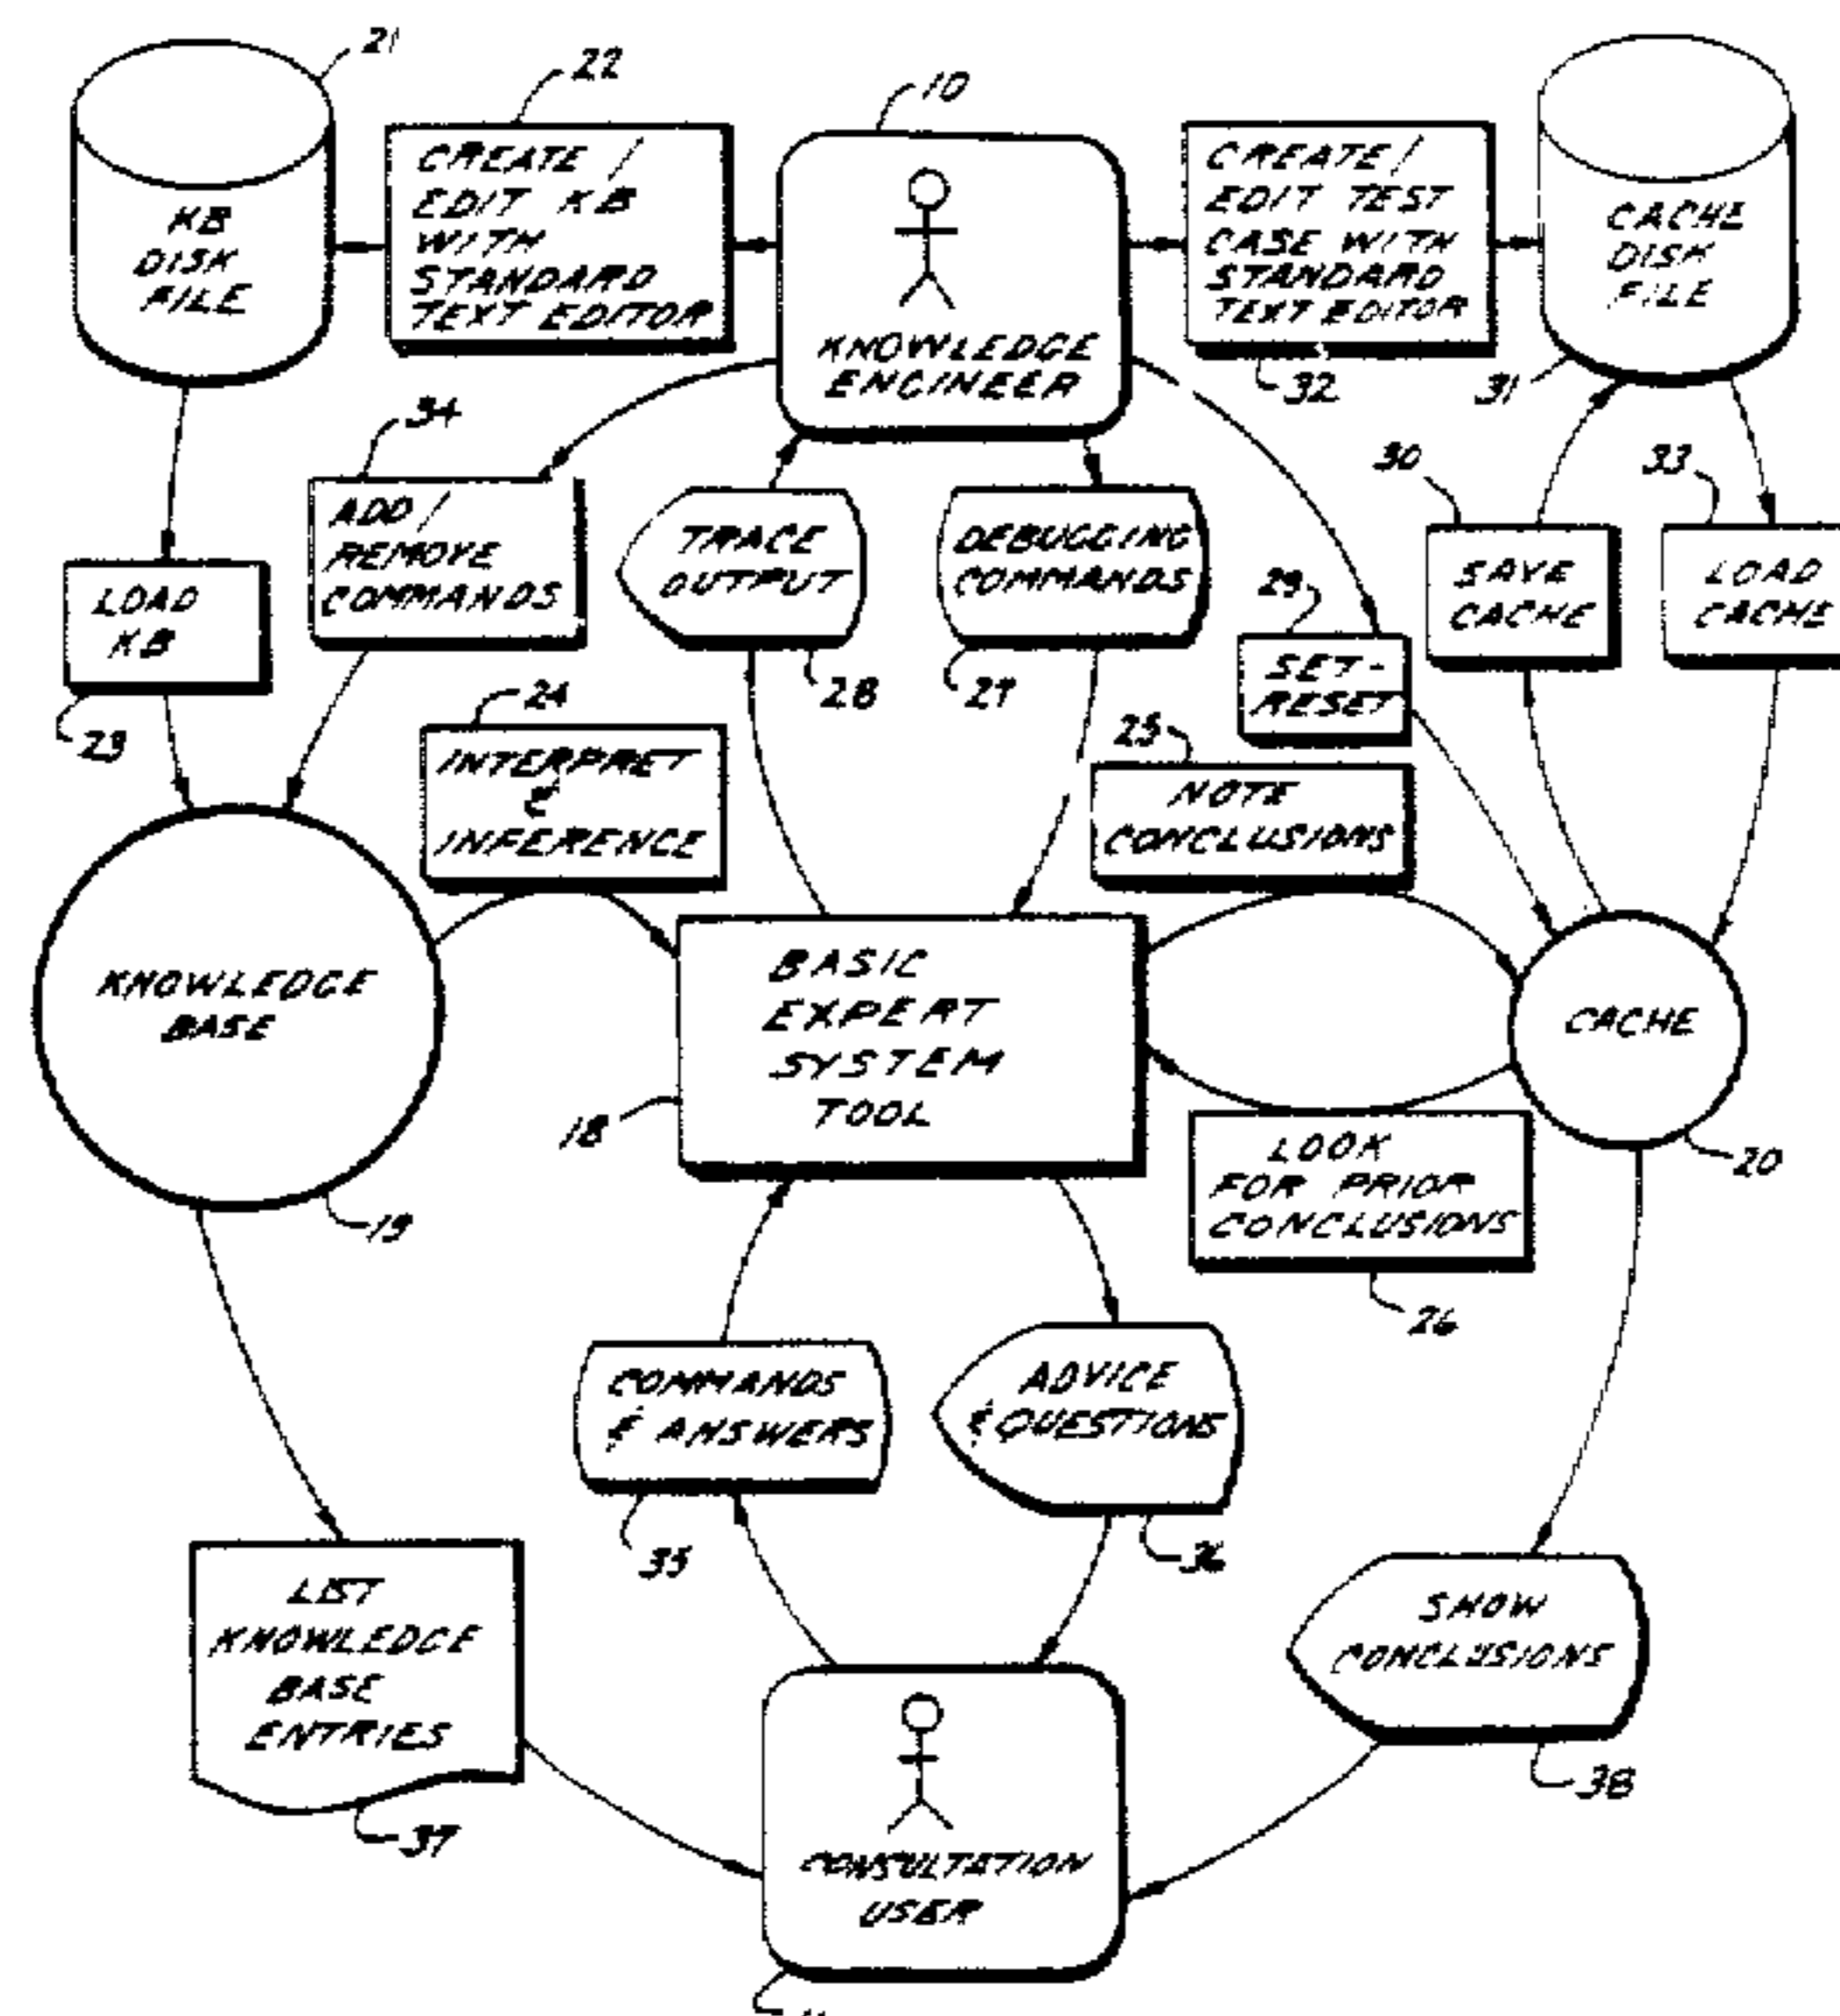 21
22
10
KB
DISK
FILE
CREATE /
EDIT KB
WITH
STANDARD
TEXT EDITOR
KNOWLEDGE
ENGINEER
CREATE /
EDIT TEST
CASE WITH
STANDARD
TEXT EDITOR
CACHE
DISK
FILE
32
31
34
30
33
LOAD
KB
23
ADD /
REMOVE
COMMANDS
TRACE
OUTPUT
28
DEBUGGING
COMMANDS
27
29
SET-
RESET
SAVE
CACHE
LOAD
CACHE
24
INTERPRET
&
INFERENCE
25
NOTE
CONCLUSIONS
KNOWLEDGE
BASE
19
BASIC
EXPERT
SYSTEM
TOOL
18
CACHE
20
LOOK
FOR PRIOR
CONCLUSIONS
26
COMMANDS
& ANSWERS
35
ADVICE
& QUESTIONS
36
LIST
KNOWLEDGE
BASE
ENTRIES
37
SHOW
CONCLUSIONS
38
CONSULTATION
USER